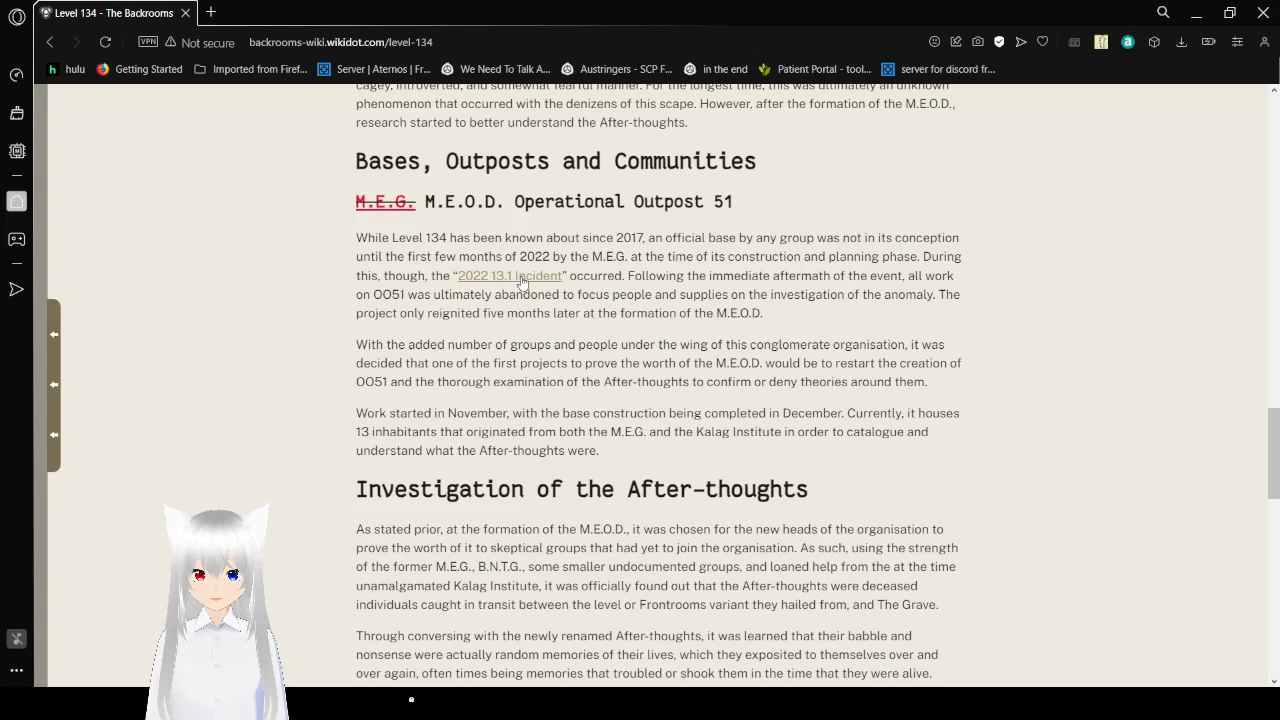 Level 134 - The Backrooms
VPN Not secure backrooms-wiki.wikidot.com/level-134
hulu Getting Started Imported from Firef... Server | Aternos | Fr... We Need To Talk A... Austringers - SCP F... in the end Patient Portal - tool... server for discord fr...
cagey, introverted, and somewhat fearful manner. For the longest time, this was ultimately an unknown
phenomenon that occurred with the denizens of this scape. However, after the formation of the M.E.O.D.,
research started to better understand the After-thoughts.
Bases, Outposts and Communities
M.E.G. M.E.O.D. Operational Outpost 51
While Level 134 has been known about since 2017, an official base by any group was not in its conception
until the first few months of 2022 by the M.E.G. at the time of its construction and planning phase. During
this, though, the “2022 13.1 Incident” occurred. Following the immediate aftermath of the event, all work
on OO51 was ultimately abandoned to focus people and supplies on the investigation of the anomaly. The
project only reignited five months later at the formation of the M.E.O.D.
With the added number of groups and people under the wing of this conglomerate organisation, it was
decided that one of the first projects to prove the worth of the M.E.O.D. would be to restart the creation of
OO51 and the thorough examination of the After-thoughts to confirm or deny theories around them.
Work started in November, with the base construction being completed in December. Currently, it houses
13 inhabitants that originated from both the M.E.G. and the Kalag Institute in order to catalogue and
understand what the After-thoughts were.
Investigation of the After-thoughts
As stated prior, at the formation of the M.E.O.D., it was chosen for the new heads of the organisation to
prove the worth of it to skeptical groups that had yet to join the organisation. As such, using the strength
of the former M.E.G., B.N.T.G., some smaller undocumented groups, and loaned help from the at the time
unamalgamated Kalag Institute, it was officially found out that the After-thoughts were deceased
individuals caught in transit between the level or Frontrooms variant they hailed from, and The Grave.
Through conversing with the newly renamed After-thoughts, it was learned that their babble and
nonsense were actually random memories of their lives, which they exposited to themselves over and
over again, often times being memories that troubled or shook them in the time that they were alive.